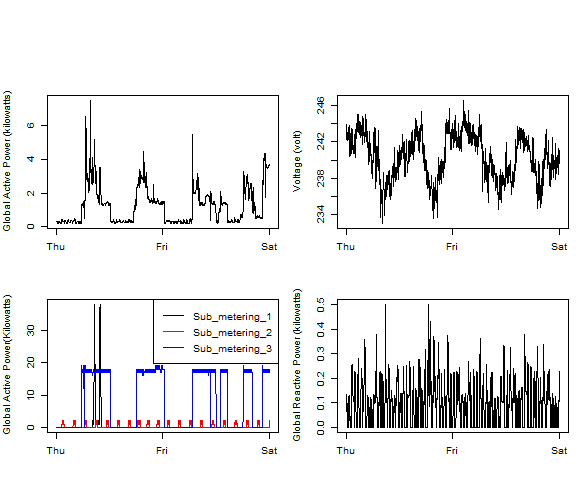 Global Active Power (kilowatts)
6
4
2
0
Thu
Fri
Sat
Voltage (volt)
246
242
238
234
Thu
Fri
Sat
Global Active Power(Kilowatts)
30
20
10
0
Sub_metering_1
Sub_metering_2
Sub_metering_3
Thu
Fri
Sat
Global Reactive Power (kilowatts)
0.5
0.4
0.3
0.2
0.1
0.0
Thu
Fri
Sat